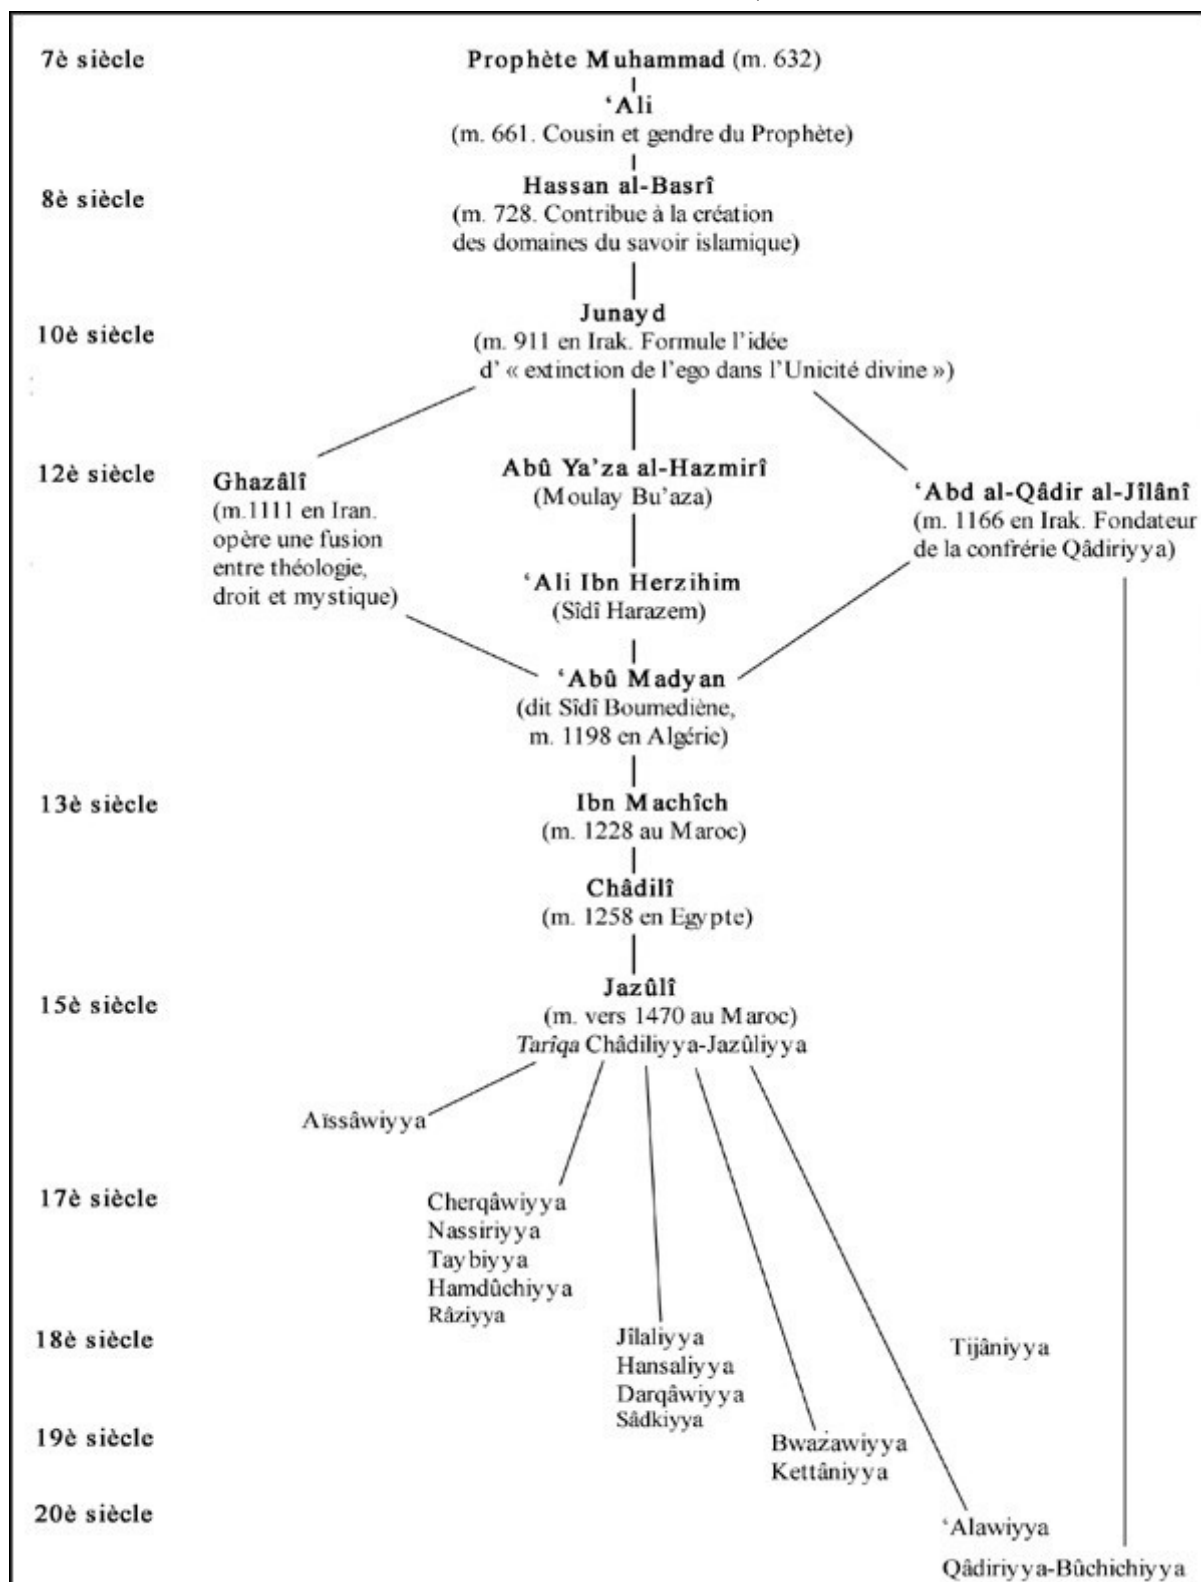 7è siècle
Prophète Muhammad (m. 632)
‘Ali
(m. 661. Cousin et gendre du Prophète)
8è siècle
Hassan al-Basrî
(m. 728. Contribue à la création
des domaines du savoir islamique)
10è siècle
Junayd
(m. 911 en Irak. Formule l’idée
d’ « extinction de l’ego dans l’Unicité divine »)
12è siècle
Ghazâlî
(m.1111 en Iran.
opère une fusion
entre théologie,
droit et mystique)
Abû Ya’za al-Hazmirî
(Moulay Bu’aza)
‘Abd al-Qâdir al-Jîlânî
(m. 1166 en Irak. Fondateur
de la confrérie Qâdiriyya)
‘Ali Ibn Herzihim
(Sîdî Harazem)
‘Abû Madyan
(dit Sîdî Boumediène,
m. 1198 en Algérie)
13è siècle
Ibn Machîch
(m. 1228 au Maroc)
Châdilî
(m. 1258 en Egypte)
15è siècle
Jazûlî
(m. vers 1470 au Maroc)
Tarîqa Châdiliyya-Jazûliyya
Aïssâwiyya
17è siècle
Cherqâwiyya
Nassiriyya
Taybiyya
Hamdûchiyya
Râziyya
18è siècle
Jîlaliyya
Hansaliyya
Darqâwiyya
Sâdkiyya
Tijâniyya
19è siècle
Bwazawiyya
Kettâniyya
20è siècle
‘Alawiyya
Qâdiriyya-Bûchichiyya